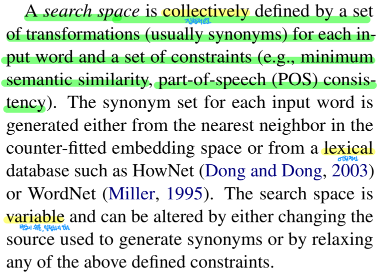 A search space is collectively defined by a set
of transformations (usually synonyms) for each in-
put word and a set of constraints (e.g., minimum
semantic similarity, part-of-speech (POS) consis-
tency). The synonym set for each input word is
generated either from the nearest neighbor in the
counter-fitted embedding space or from a lexical
database such as HowNet (Dong and Dong, 2003)
or WordNet (Miller, 1995). The search space is
variable and can be altered by either changing the
source used to generate synonyms or by relaxing
any of the above defined constraints.